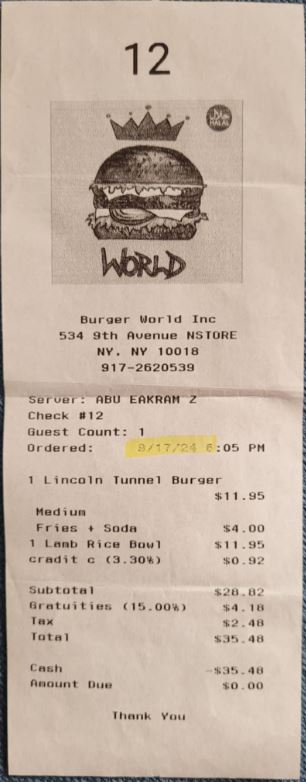 12
HALAL
WORLD
Burger World Inc
534 9th Avenue NSTORE
NY, NY 10018
917-2620539
Server: ABU EAKRAM Z
Check #12
Guest Count: 1
Ordered: 8/17/24 6:05 PM
1 Lincoln Tunnel Burger
$11.95
Medium
Fries + Soda $4.00
1 Lamb Rice Bowl $11.95
cradit c (3.30%) $0.92
Subtotal $28.82
Gratuities (15.00%) $4.18
Tax $2.48
Total $35.48
Cash -$35.48
Amount Due $0.00
Thank You